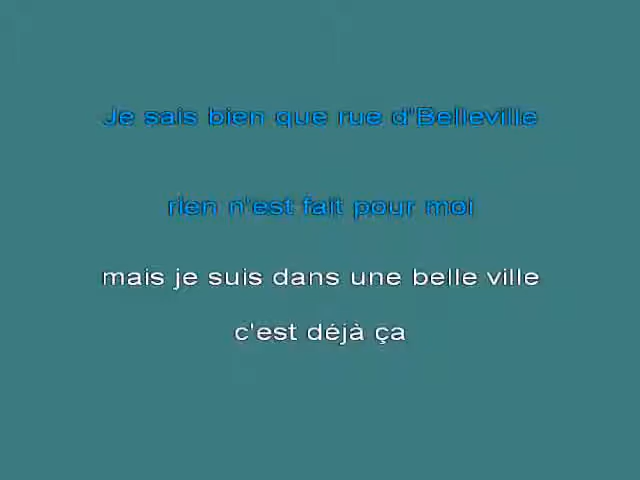 Je sais bien que rue d'Belleville
rien n'est fait pour moi
mais je suis dans une belle ville
c'est déjà ça